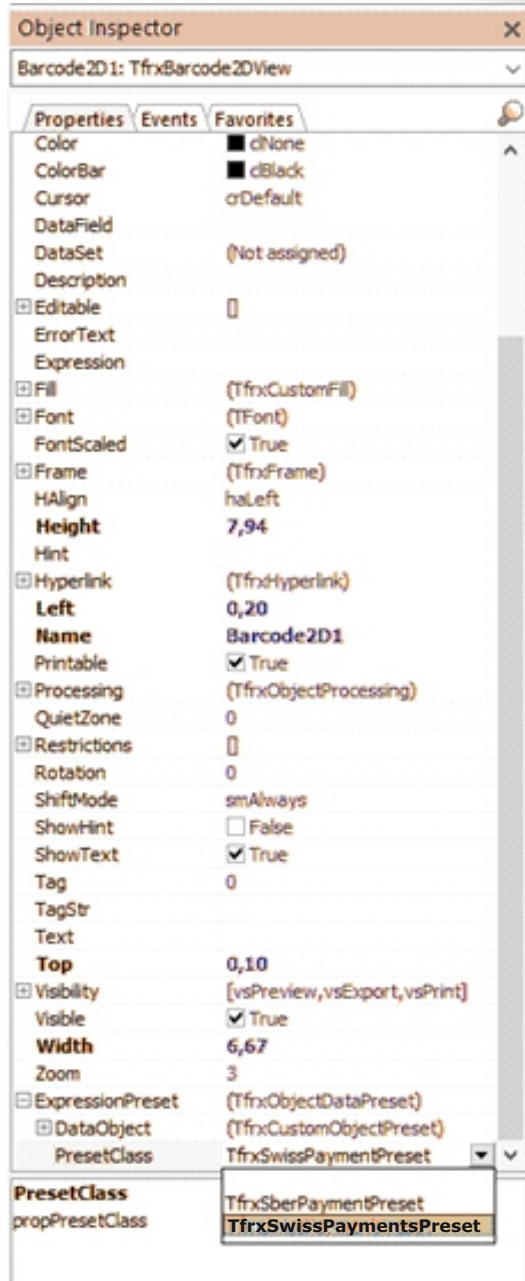 Object Inspector
Barcode2D1: TfrxBarcode2DView
Properties Events Favorites
Color clNone
ColorBar clBlack
Cursor crDefault
DataField
DataSet (Not assigned)
Description
Editable []
ErrorText
Expression
Fill (TfrxCustomFill)
Font (TFont)
FontScaled True
Frame (TfrxFrame)
HAlign haLeft
Height 7,94
Hint
Hyperlink (TfrxHyperlink)
Left 0,20
Name Barcode2D1
Printable True
Processing (TfrxObjectProcessing)
QuietZone 0
Restrictions []
Rotation 0
ShiftMode smAlways
ShowHint False
ShowText True
Tag 0
TagStr
Text
Top 0,10
Visibility [vsPreview,vsExport,vsPrint]
Visible True
Width 6,67
Zoom 3
ExpressionPreset (TfrxObjectDataPreset)
DataObject (TfrxCustomObjectPreset)
PresetClass TfrxSwissPaymentPreset
PresetClass
propPresetClass
TfrxSberPaymentPreset
TfrxSwissPaymentsPreset